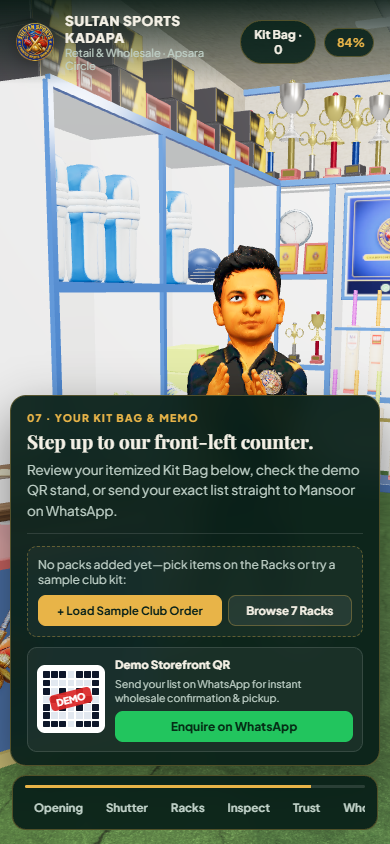 SULTAN SPORTS
KADAPA
Retail & Wholesale · Apsara
Circle
Kit Bag ·
0
84%
07 · YOUR KIT BAG & MEMO
Step up to our front-left counter.
Review your itemized Kit Bag below, check the demo
QR stand, or send your exact list straight to Mansoor
on WhatsApp.
No packs added yet—pick items on the Racks or try a
sample club kit:
+ Load Sample Club Order
Browse 7 Racks
DEMO
Demo Storefront QR
Send your list on WhatsApp for instant
wholesale confirmation & pickup.
Enquire on WhatsApp
Opening Shutter Racks Inspect Trust